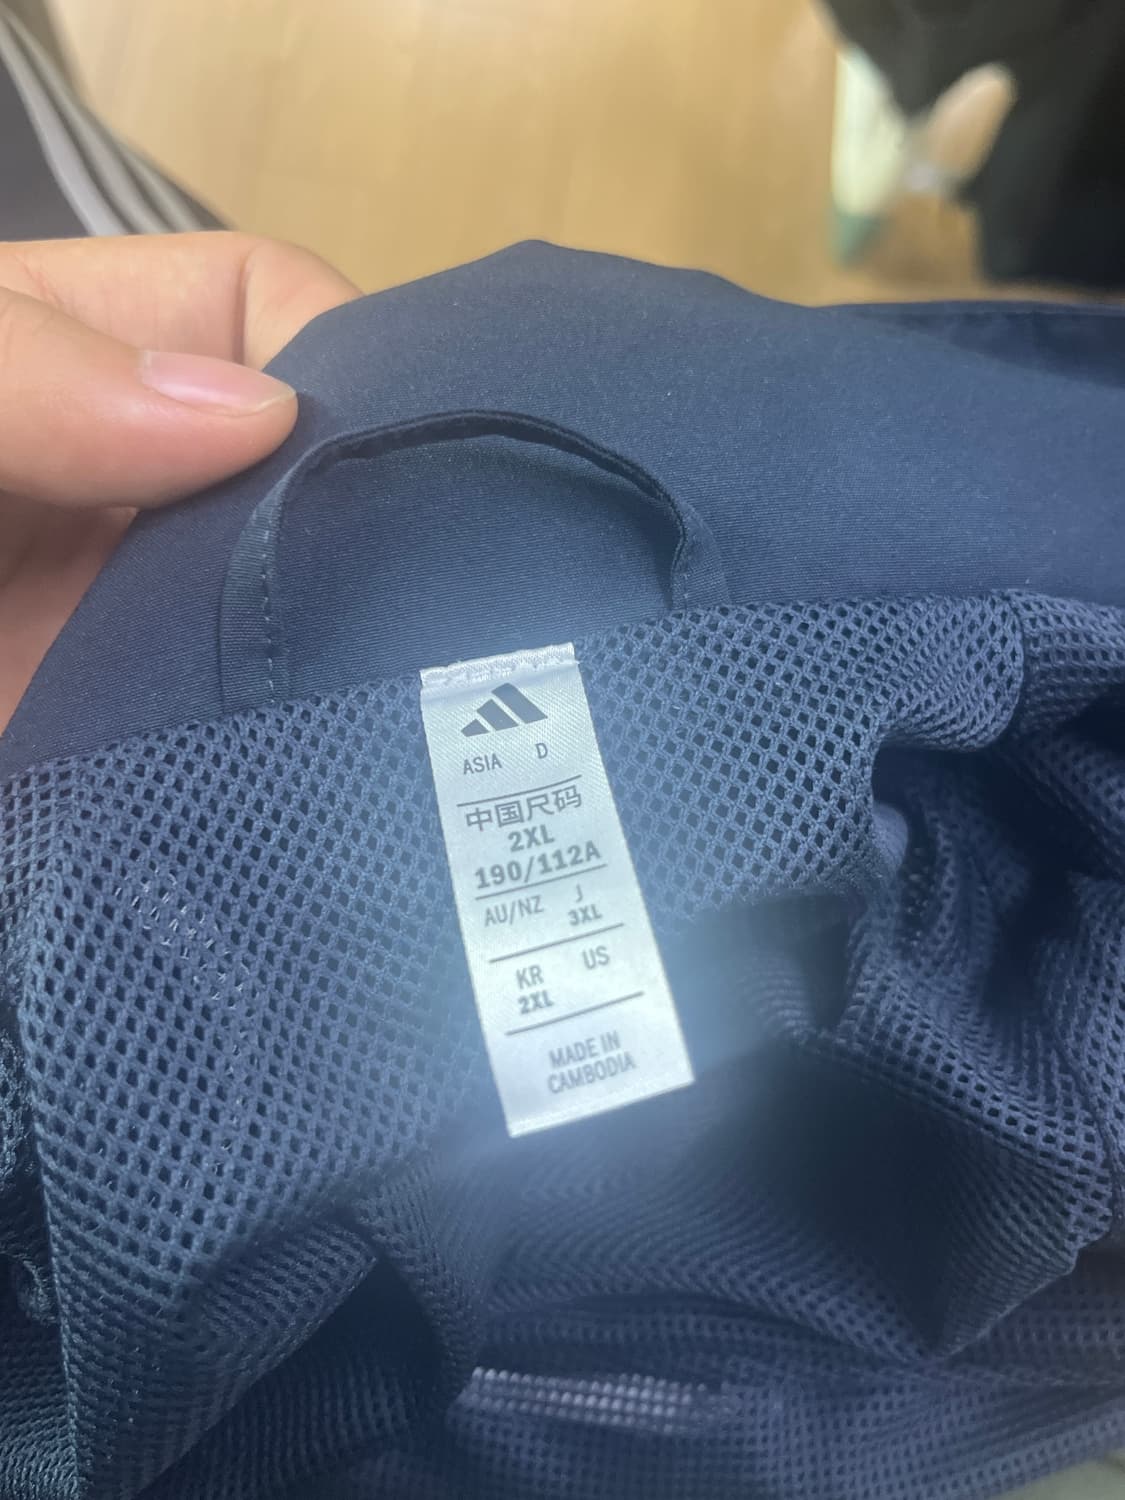 ASIA D
中国尺码
2XL
190/112A
AU/NZ J
3XL
KR US
2XL
MADE IN
CAMBODIA